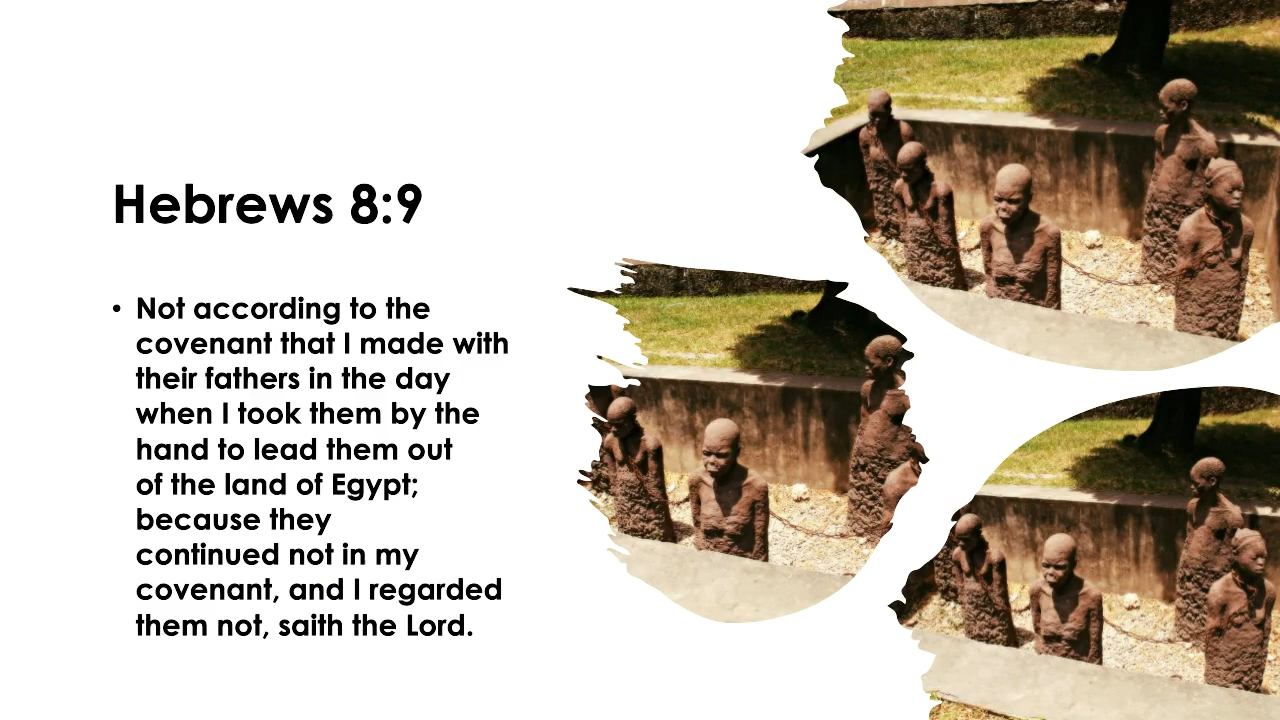 Hebrews 8:9
• Not according to the
covenant that I made with
their fathers in the day
when I took them by the
hand to lead them out
of the land of Egypt;
because they
continued not in my
covenant, and I regarded
them not, saith the Lord.